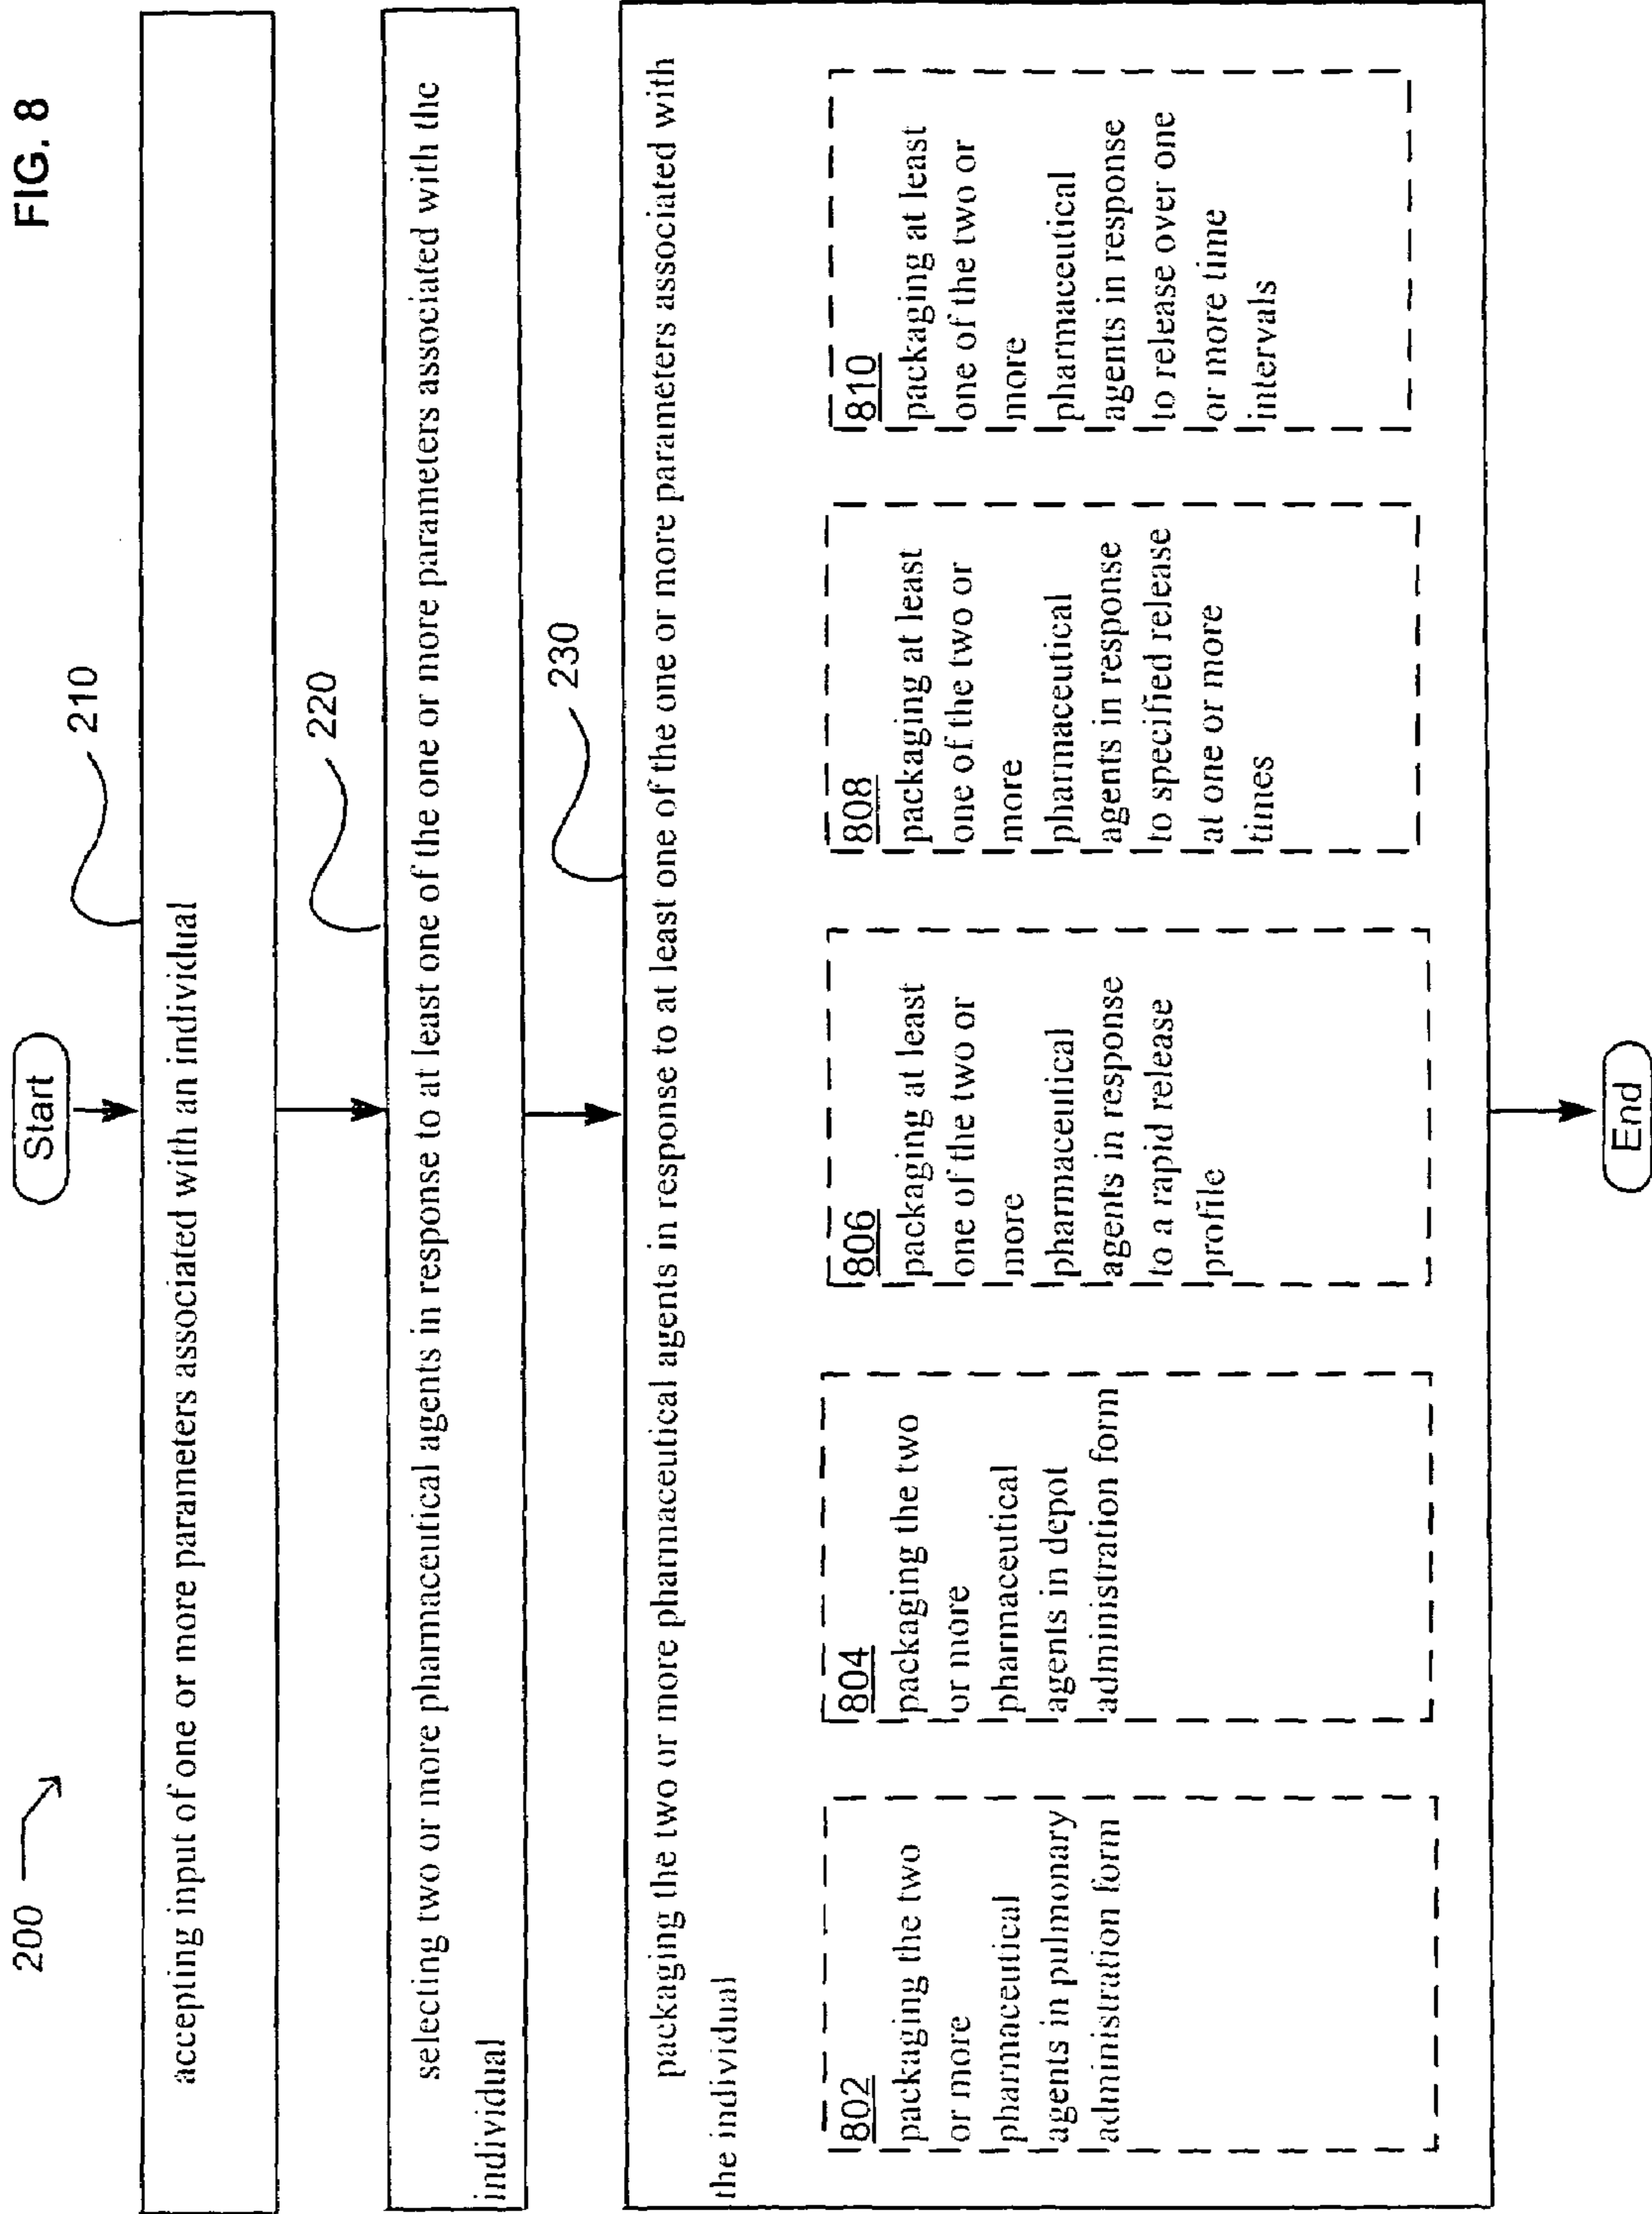 FIG. 8
200
Start
210
accepting input of one or more parameters associated with an individual
220
selecting two or more pharmaceutical agents in response to at least one of the one or more parameters associated with the
individual
230
packaging the two or more pharmaceutical agents in response to at least one of the one or more parameters associated with
the individual
802
packaging the two
or more
pharmaceutical
agents in pulmonary
administration form
804
packaging the two
or more
pharmaceutical
agents in depot
administration form
806
packaging at least
one of the two or
more
pharmaceutical
agents in response
to a rapid release
profile
808
packaging at least
one of the two or
more
pharmaceutical
agents in response
to specified release
at one or more
times
810
packaging at least
one of the two or
more
pharmaceutical
agents in response
to release over one
or more time
intervals
End